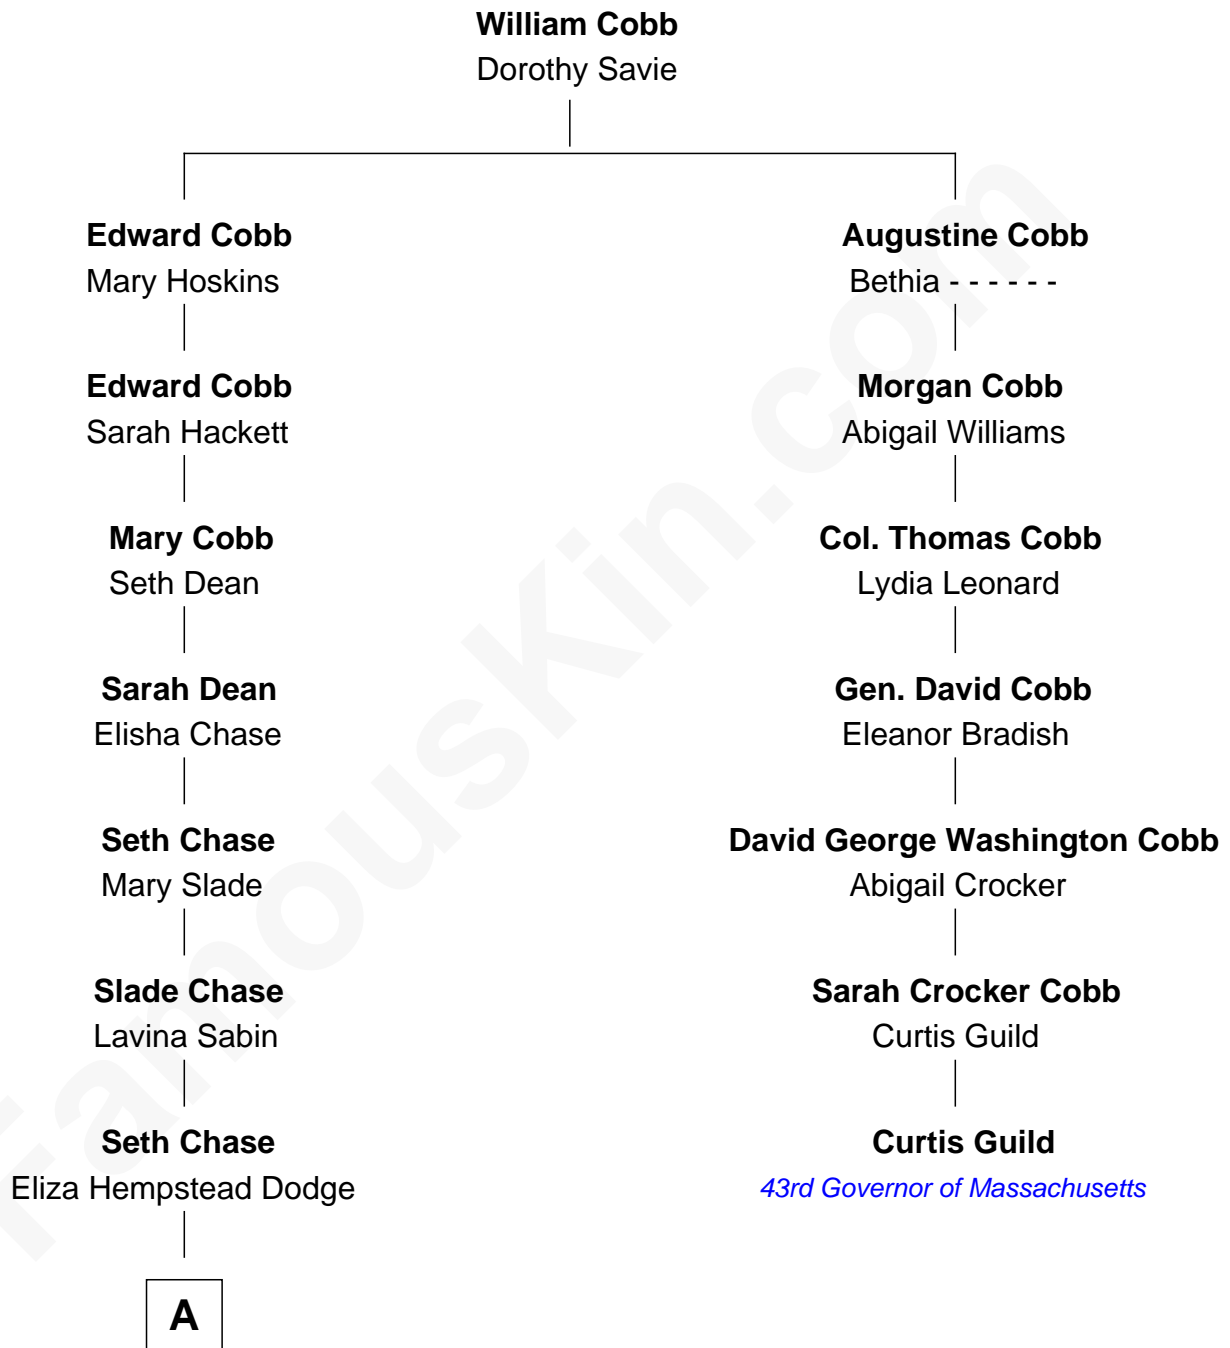 William Cobb
Dorothy Savie
Edward Cobb
Mary Hoskins
Augustine Cobb
Bethia - - - - - -
Edward Cobb
Sarah Hackett
Morgan Cobb
Abigail Williams
Mary Cobb
Seth Dean
Col. Thomas Cobb
Lydia Leonard
Sarah Dean
Elisha Chase
Gen. David Cobb
Eleanor Bradish
Seth Chase
Mary Slade
David George Washington Cobb
Abigail Crocker
Slade Chase
Lavina Sabin
Sarah Crocker Cobb
Curtis Guild
Seth Chase
Eliza Hempstead Dodge
Curtis Guild
43rd Governor of Massachusetts
A
FamousKin.com